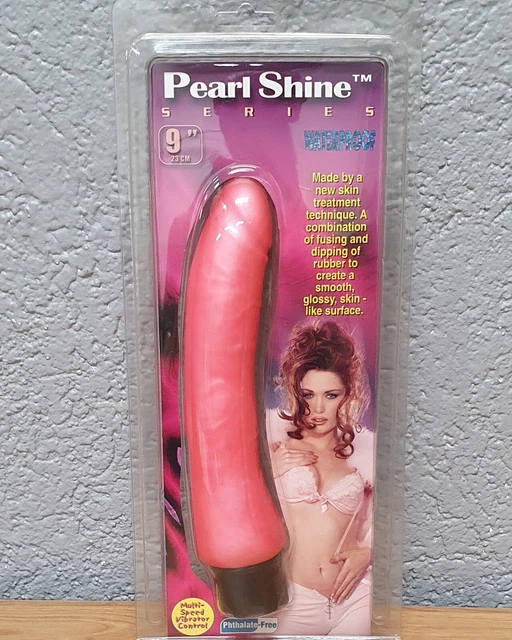 Pearl Shine™
SERIES
9"
23 CM
WATERPROOF
Made by a
new skin
treatment
technique. A
combination
of fusing and
dipping of
rubber to
create a
smooth,
glossy, skin -
like surface.
Multi-
Speed
Vibrator
Control
Phthalate-Free